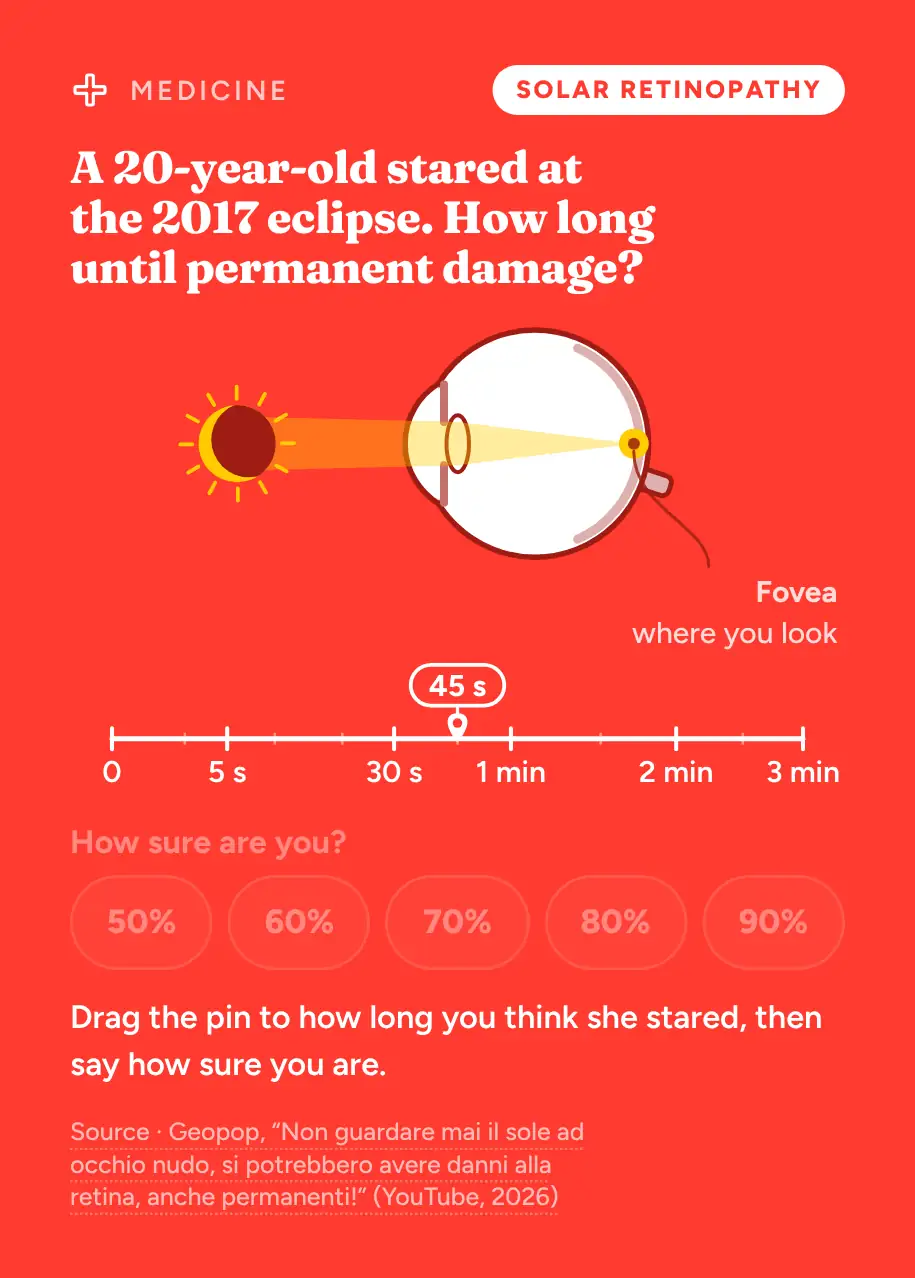 MEDICINE
SOLAR RETINOPATHY
A 20-year-old stared at
the 2017 eclipse. How long
until permanent damage?
Fovea
where you look
45 s
0
5 s
30 s
1 min
2 min
3 min
How sure are you?
50%
60%
70%
80%
90%
Drag the pin to how long you think she stared, then
say how sure you are.
Source · Geopop, “Non guardare mai il sole ad
occhio nudo, si potrebbero avere danni alla
retina, anche permanenti!” (YouTube, 2026)